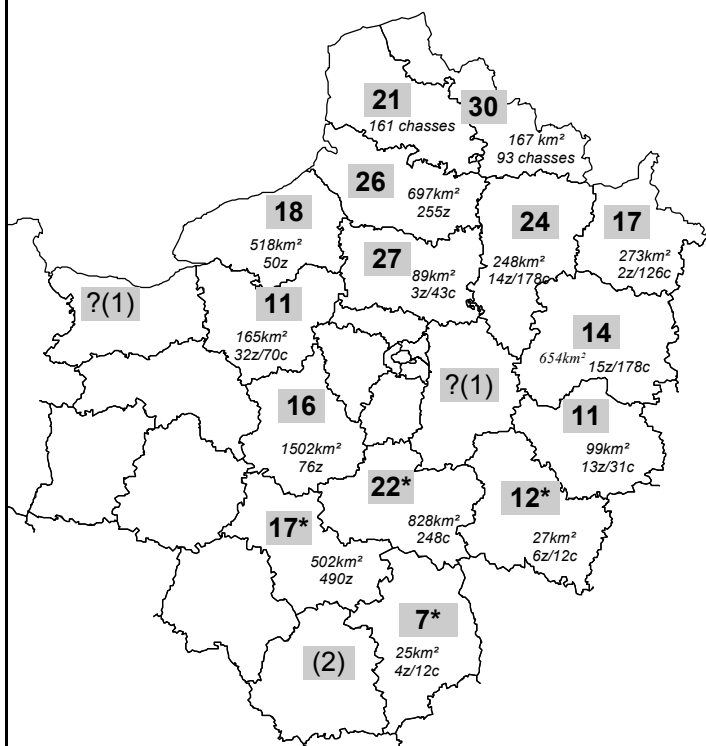 21
161 chasses
30
167 km²
93 chasses
26
697km²
255z
18
518km²
50z
24
248km²
14z/178c
17
273km²
2z/126c
27
89km²
3z/43c
?(1)
11
165km²
32z/70c
14
654km² 15z/178c
?(1)
16
1502km²
76z
11
99km²
13z/31c
22*
828km²
248c
12*
27km²
6z/12c
17*
502km²
490z
7*
25km²
4z/12c
(2)